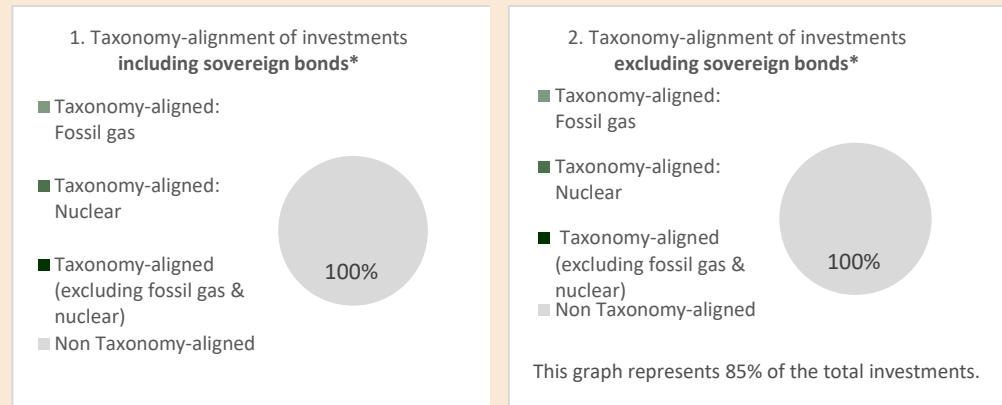 1. Taxonomy-alignment of investments
including sovereign bonds*
Taxonomy-aligned:
Fossil gas
Taxonomy-aligned:
Nuclear
Taxonomy-aligned
(excluding fossil gas &
nuclear)
Non Taxonomy-aligned
100%
2. Taxonomy-alignment of investments
excluding sovereign bonds*
Taxonomy-aligned:
Fossil gas
Taxonomy-aligned:
Nuclear
Taxonomy-aligned
(excluding fossil gas &
nuclear)
Non Taxonomy-aligned
100%
This graph represents 85% of the total investments.